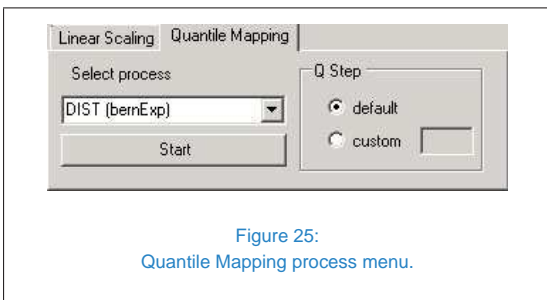 Linear Scaling Quantile Mapping
Select process
Q Step
DIST (bernExp)
default
Start
custom
Figure 25:
Quantile Mapping process menu.